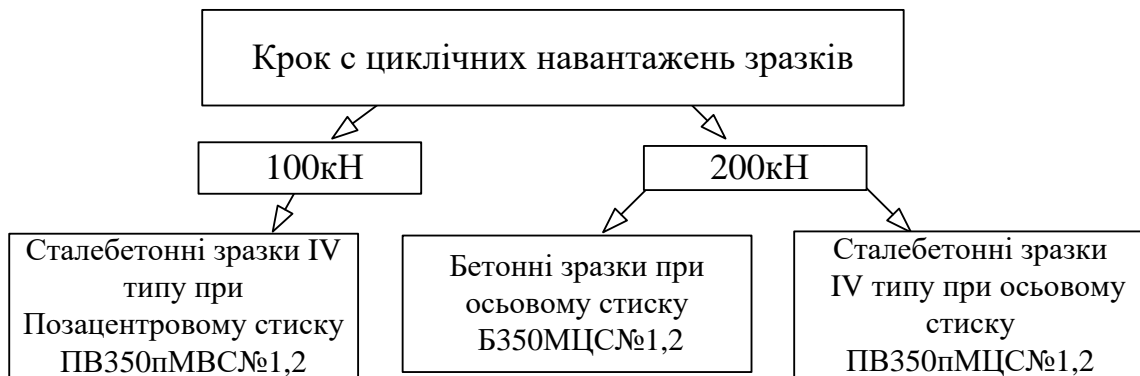 Крок с циклічних навантажень зразків
100кН
200кН
Сталебетонні зразки IV
типу при
Позацентровому стиску
ПВ350пМВС№1,2
Бетонні зразки при
осьовому стиску
Б350МЦС№1,2
Сталебетонні зразки
IV типу при осьовому
стиску
ПВ350пМЦС№1,2